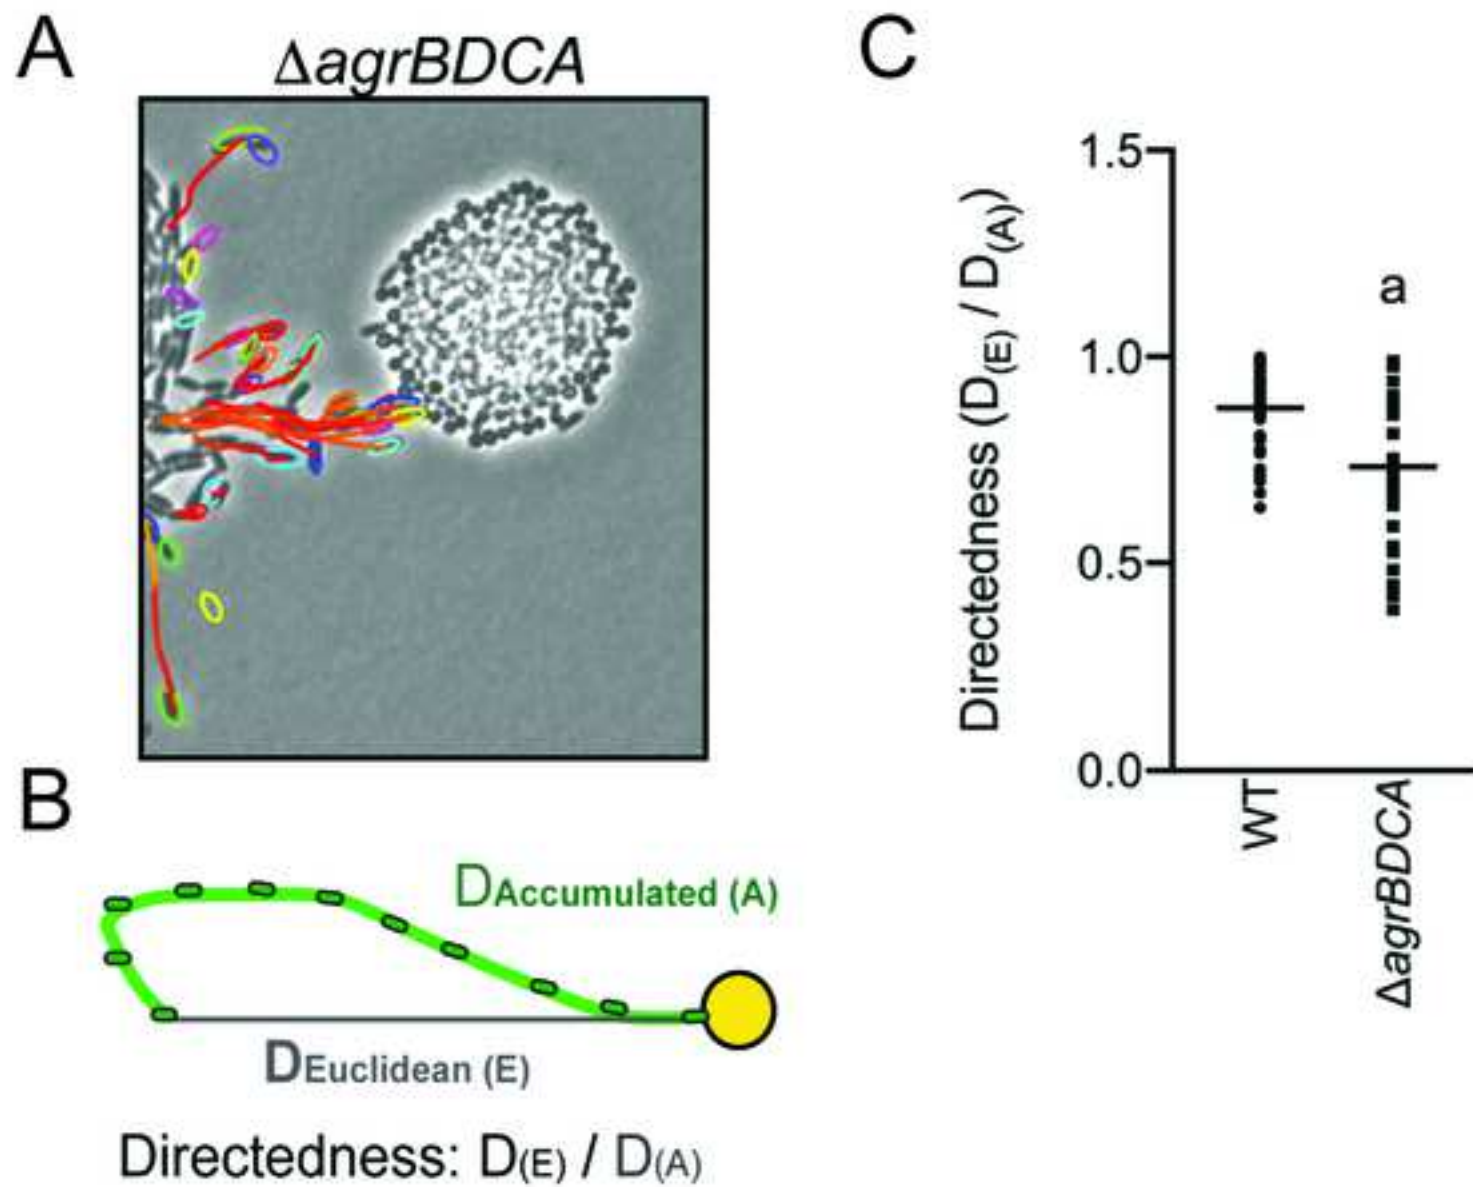 A
ΔagrBDCA
B
DAccumulated (A)
DEuclidean (E)
Directedness: D(E) / D(A)
C
Directedness (D(E) / D(A))
1.5
1.0
0.5
0.0
a
WT
ΔagrBDCA